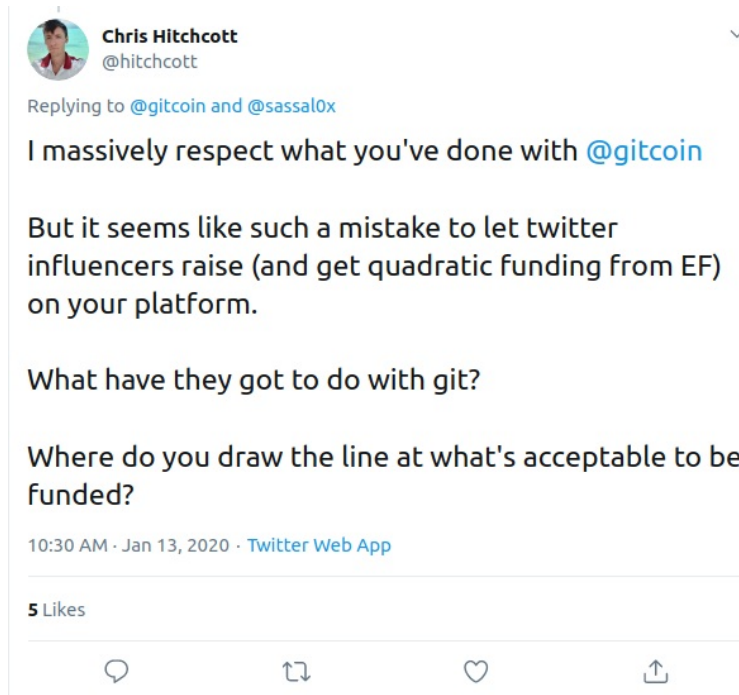 Chris Hitchcott
@hitchcott
Replying to @gitcoin and @sassal0x
I massively respect what you've done with @gitcoin
But it seems like such a mistake to let twitter
influencers raise (and get quadratic funding from EF)
on your platform.
What have they got to do with git?
Where do you draw the line at what's acceptable to be
funded?
10:30 AM · Jan 13, 2020 · Twitter Web App
5 Likes